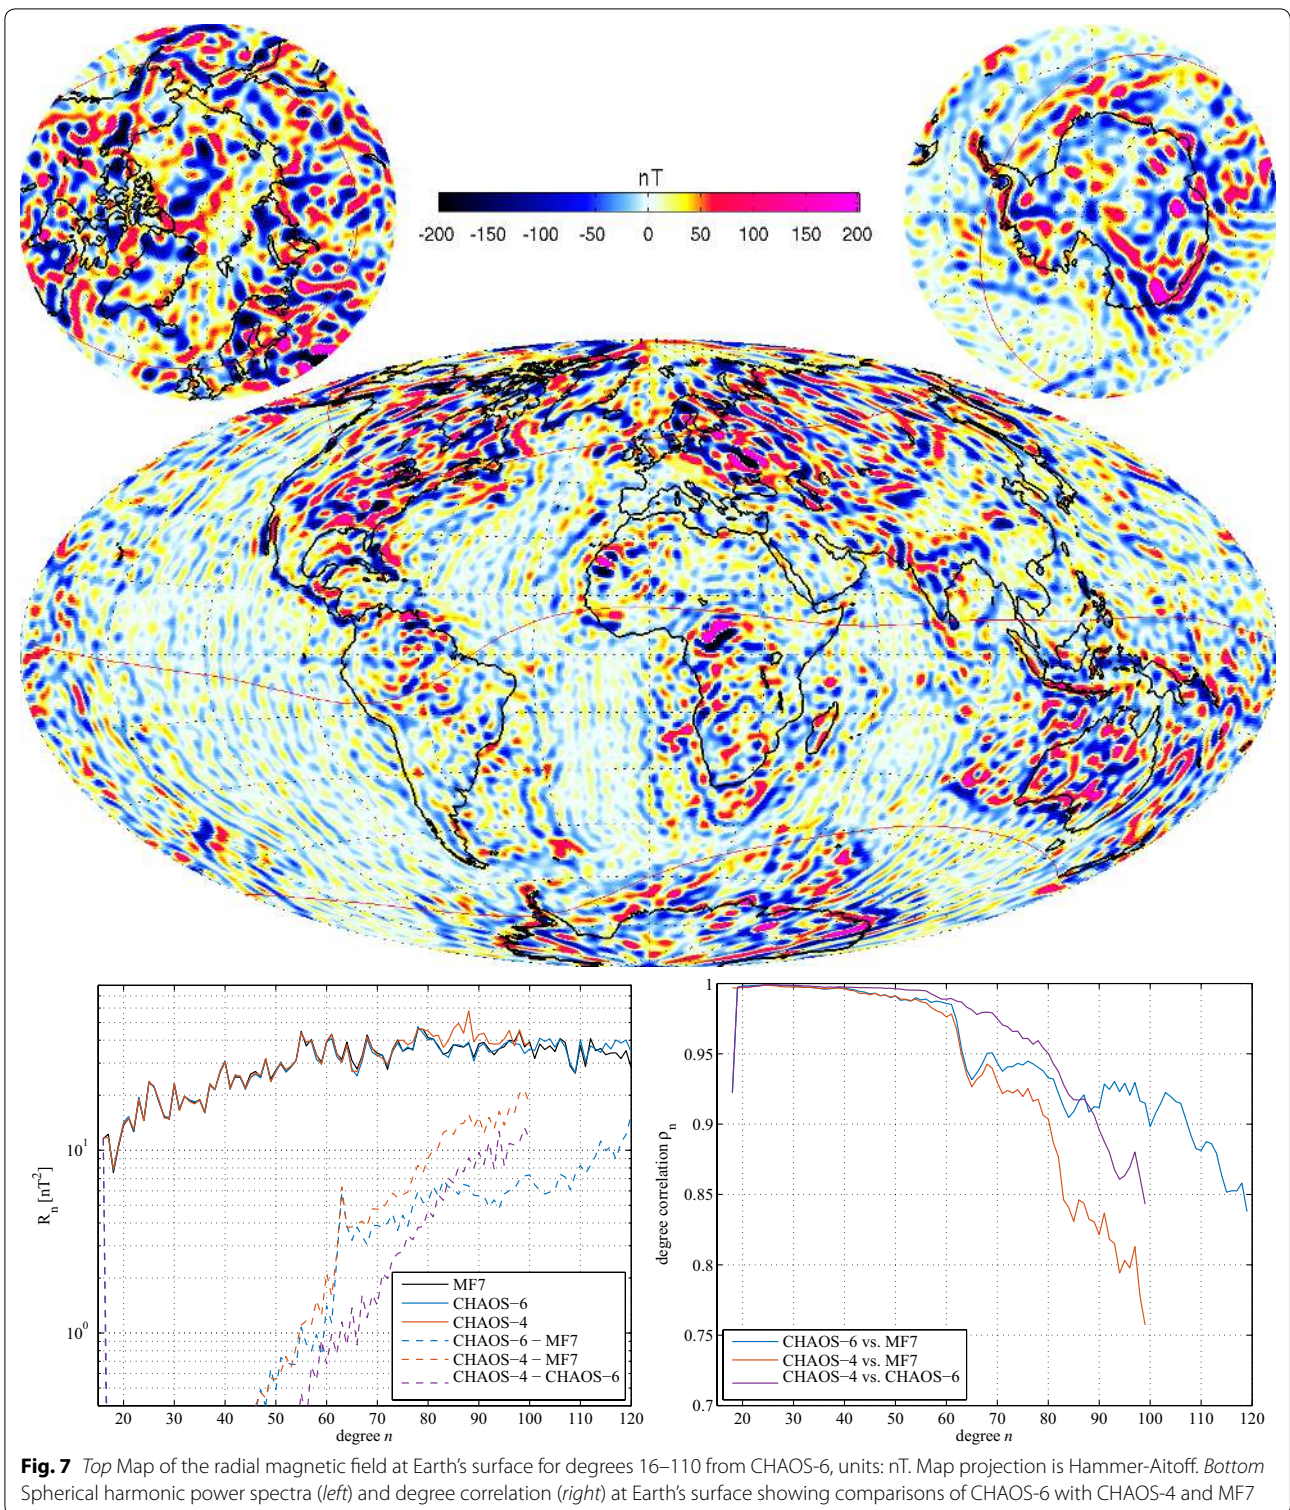 nT
-200 -150 -100 -50 0 50 100 150 200
R_n [nT^-2]
10^1
10^0
MF7
CHAOS−6
CHAOS−4
CHAOS−6 − MF7
CHAOS−4 − MF7
CHAOS−4 − CHAOS−6
20 30 40 50 60 70 80 90 100 110 120
degree n
degree correlation ρ_n
1
0.95
0.9
0.85
0.8
0.75
0.7
CHAOS−6 vs. MF7
CHAOS−4 vs. MF7
CHAOS−4 vs. CHAOS−6
20 30 40 50 60 70 80 90 100 110 120
degree n
Fig. 7 Top Map of the radial magnetic field at Earth's surface for degrees 16–110 from CHAOS-6, units: nT. Map projection is Hammer-Aitoff. Bottom
Spherical harmonic power spectra (left) and degree correlation (right) at Earth's surface showing comparisons of CHAOS-6 with CHAOS-4 and MF7